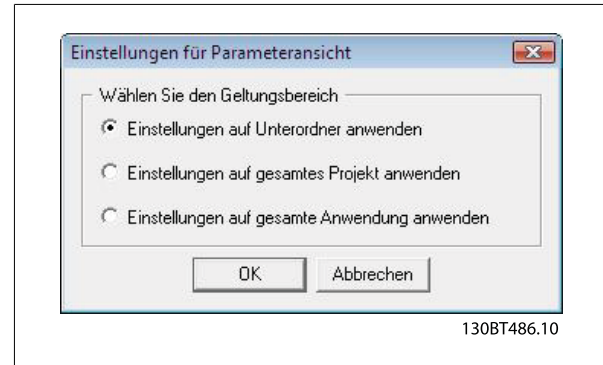 Einstellungen für Parameteransicht
Wählen Sie den Geltungsbereich
Einstellungen auf Unterordner anwenden
Einstellungen auf gesamtes Projekt anwenden
Einstellungen auf gesamte Anwendung anwenden
OK Abbrechen
130BT486.10